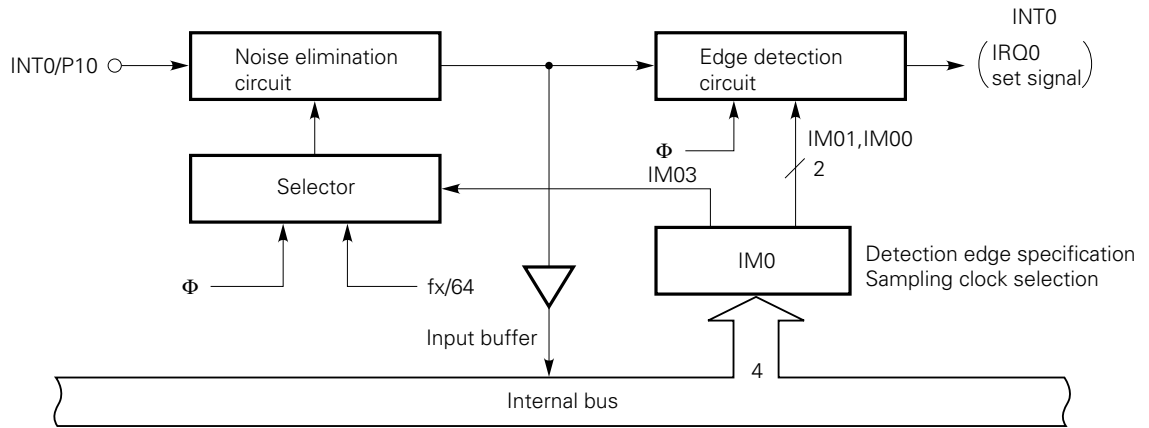 INT0
INT0/P10
Noise elimination
circuit
Edge detection
circuit
(IRQ0
set signal)
Φ
IM01,IM00
2
IM03
Selector
IM0
Detection edge specification
Sampling clock selection
Φ
fx/64
Input buffer
4
Internal bus